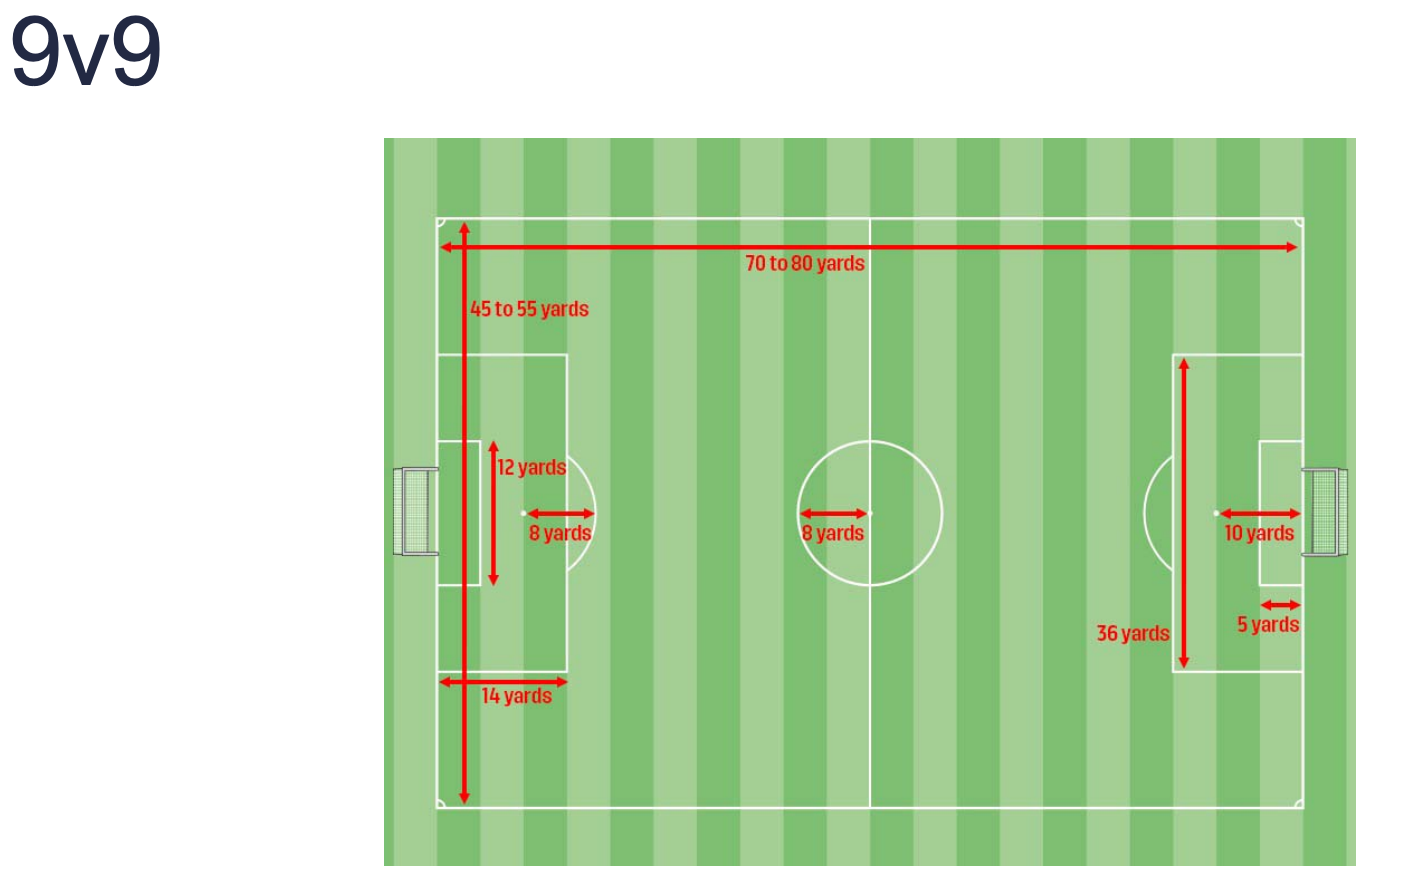 9v9
70 to 80 yards
45 to 55 yards
12 yards
8 yards
8 yards
10 yards
5 yards
36 yards
14 yards